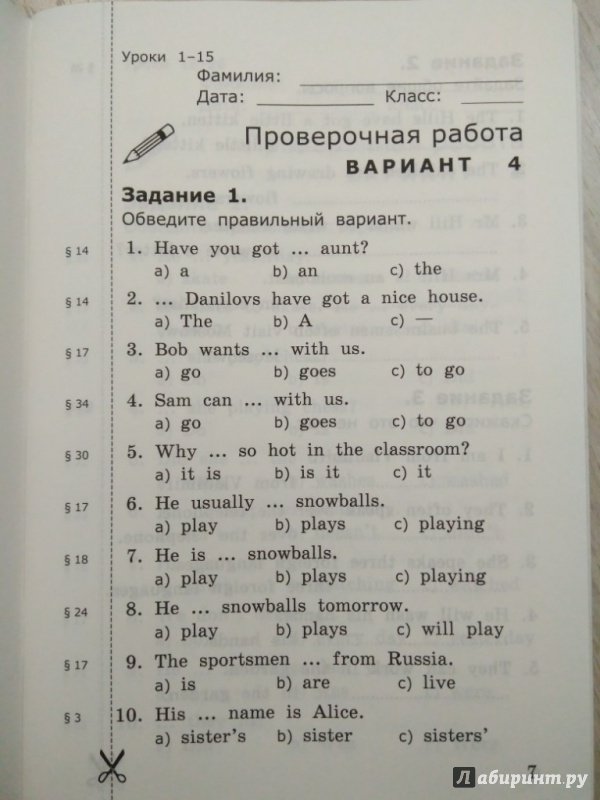 Уроки 1–15
Фамилия: ____________
Дата: ________ Класс: ____
Проверочная работа
ВАРИАНТ 4
Задание 1.
Обведите правильный вариант.
§ 14 1. Have you got ... aunt?
a) a b) an c) the
§ 14 2. ... Danilovs have got a nice house.
a) The b) A c) —
§ 17 3. Bob wants ... with us.
a) go b) goes c) to go
§ 34 4. Sam can ... with us.
a) go b) goes c) to go
§ 30 5. Why ... so hot in the classroom?
a) it is b) is it c) it
§ 17 6. He usually ... snowballs.
a) play b) plays c) playing
§ 18 7. He is ... snowballs.
a) play b) plays c) playing
§ 24 8. He ... snowballs tomorrow.
a) play b) plays c) will play
§ 17 9. The sportsmen ... from Russia.
a) is b) are c) live
§ 3 10. His ... name is Alice.
a) sister's b) sister c) sisters'
7
Лабиринт.ру